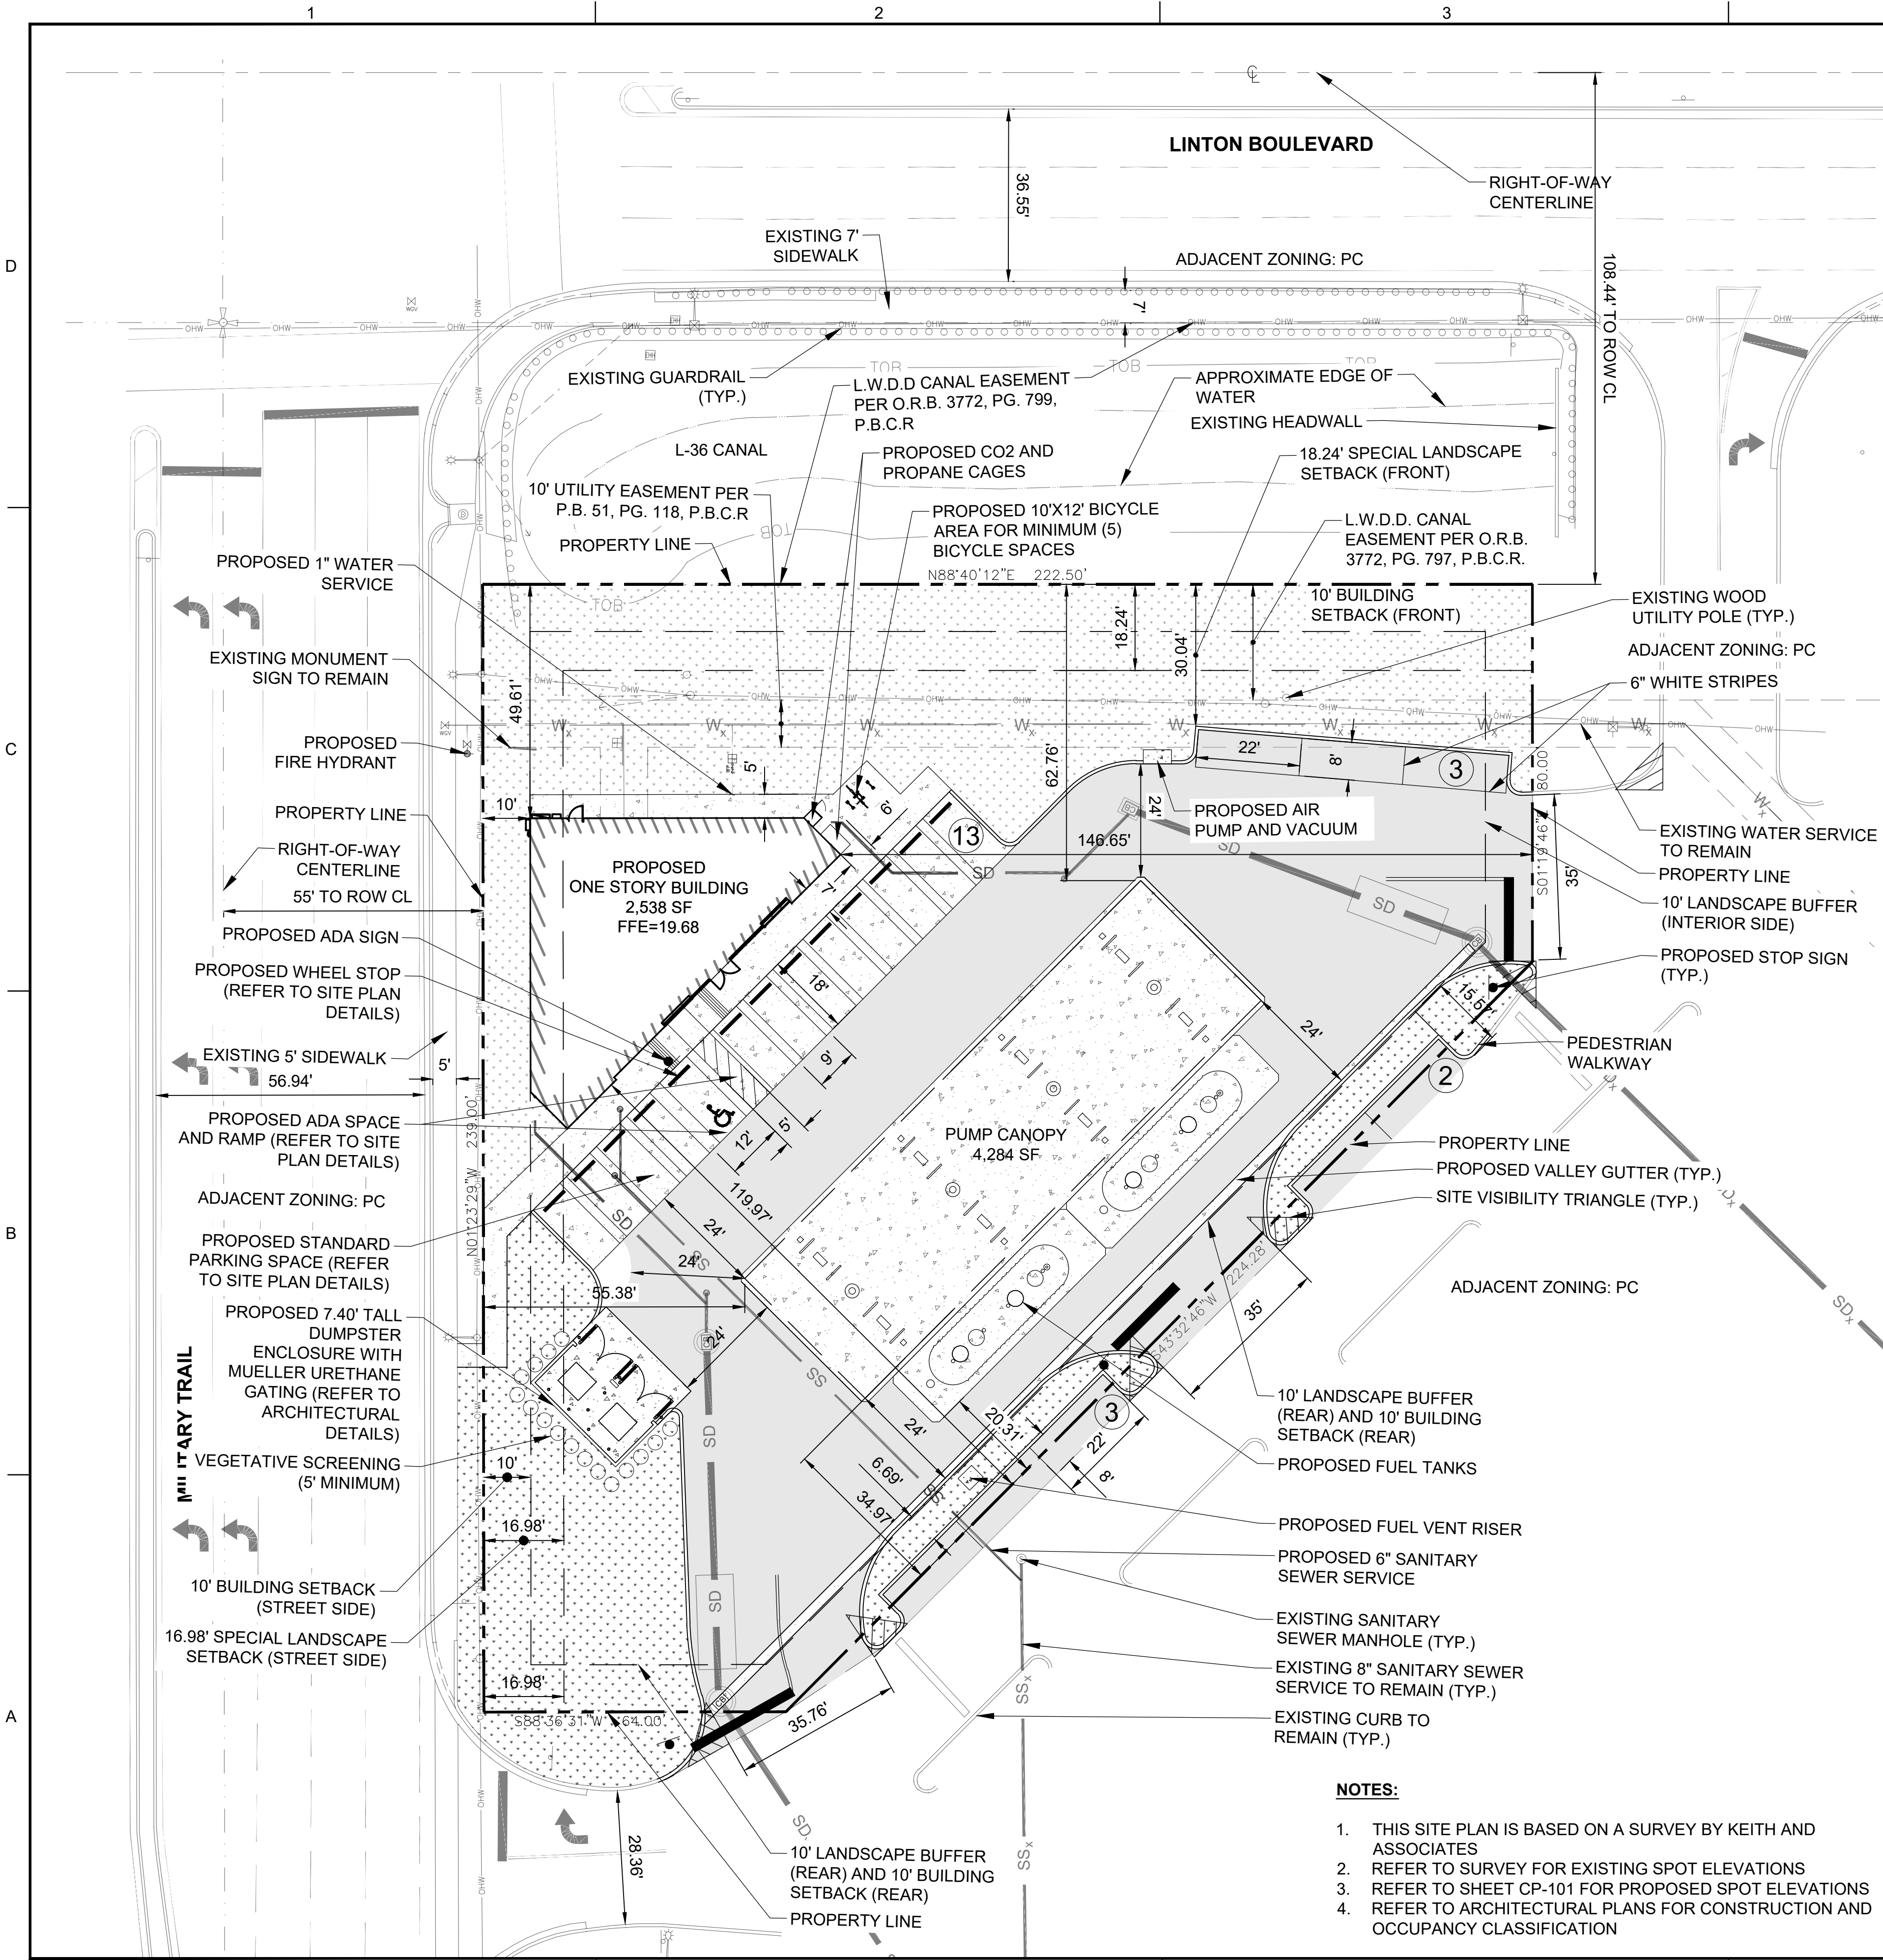 1
2
3
D
C
B
A
℄
LINTON BOULEVARD
RIGHT-OF-WAY
CENTERLINE
36.55'
108.44' TO ROW CL
EXISTING 7'
SIDEWALK
ADJACENT ZONING: PC
7'
EXISTING GUARDRAIL
(TYP.)
L.W.D.D CANAL EASEMENT
PER O.R.B. 3772, PG. 799,
P.B.C.R
APPROXIMATE EDGE OF
WATER
EXISTING HEADWALL
L-36 CANAL
PROPOSED CO2 AND
PROPANE CAGES
18.24' SPECIAL LANDSCAPE
SETBACK (FRONT)
10' UTILITY EASEMENT PER
P.B. 51, PG. 118, P.B.C.R
PROPOSED 10'X12' BICYCLE
AREA FOR MINIMUM (5)
BICYCLE SPACES
L.W.D.D. CANAL
EASEMENT PER O.R.B.
3772, PG. 797, P.B.C.R.
PROPERTY LINE
PROPOSED 1" WATER
SERVICE
N88°40'12"E 222.50'
TOB
TOB
TOB
TOB
TOB
10' BUILDING
SETBACK (FRONT)
EXISTING WOOD
UTILITY POLE (TYP.)
ADJACENT ZONING: PC
6" WHITE STRIPES
EXISTING MONUMENT
SIGN TO REMAIN
49.61'
18.24'
30.04'
62.76'
PROPOSED
FIRE HYDRANT
5'
22'
8'
3
80.00
PROPERTY LINE
10'
6'
13
24'
PROPOSED AIR
PUMP AND VACUUM
EXISTING WATER SERVICE
TO REMAIN
RIGHT-OF-WAY
CENTERLINE
55' TO ROW CL
PROPOSED
ONE STORY BUILDING
2,538 SF
FFE=19.68
7'
146.65'
SD
SD
SD
S01°19'46"E
35'
PROPERTY LINE
10' LANDSCAPE BUFFER
(INTERIOR SIDE)
PROPOSED ADA SIGN
PROPOSED WHEEL STOP
(REFER TO SITE PLAN
DETAILS)
18'
PROPOSED STOP SIGN
(TYP.)
15.57'
24'
EXISTING 5' SIDEWALK
5'
56.94'
9'
PEDESTRIAN
WALKWAY
2
PROPOSED ADA SPACE
AND RAMP (REFER TO SITE
PLAN DETAILS)
239.00'
N01°23'29"W
5'
12'
PUMP CANOPY
4,284 SF
PROPERTY LINE
PROPOSED VALLEY GUTTER (TYP.)
SITE VISIBILITY TRIANGLE (TYP.)
ADJACENT ZONING: PC
119.97'
24'
SD
SS
PROPOSED STANDARD
PARKING SPACE (REFER
TO SITE PLAN DETAILS)
24'
55.38'
224.28'
S43°32'46"W
35'
ADJACENT ZONING: PC
SDx
MILITARY TRAIL
PROPOSED 7.40' TALL
DUMPSTER
ENCLOSURE WITH
MUELLER URETHANE
GATING (REFER TO
ARCHITECTURAL
DETAILS)
24'
SS
10' LANDSCAPE BUFFER
(REAR) AND 10' BUILDING
SETBACK (REAR)
3
VEGETATIVE SCREENING
(5' MINIMUM)
10'
SD
24'
20.31'
22'
8'
6.69'
34.97'
SS
PROPOSED FUEL TANKS
16.98'
PROPOSED FUEL VENT RISER
PROPOSED 6" SANITARY
SEWER SERVICE
10' BUILDING SETBACK
(STREET SIDE)
SD
EXISTING SANITARY
SEWER MANHOLE (TYP.)
16.98' SPECIAL LANDSCAPE
SETBACK (STREET SIDE)
16.98'
SSx
EXISTING 8" SANITARY SEWER
SERVICE TO REMAIN (TYP.)
S88°36'31"W 64.00'
35.76'
EXISTING CURB TO
REMAIN (TYP.)
28.36'
SD
SSx
10' LANDSCAPE BUFFER
(REAR) AND 10' BUILDING
SETBACK (REAR)
PROPERTY LINE
NOTES:
1. THIS SITE PLAN IS BASED ON A SURVEY BY KEITH AND
ASSOCIATES
2. REFER TO SURVEY FOR EXISTING SPOT ELEVATIONS
3. REFER TO SHEET CP-101 FOR PROPOSED SPOT ELEVATIONS
4. REFER TO ARCHITECTURAL PLANS FOR CONSTRUCTION AND
OCCUPANCY CLASSIFICATION